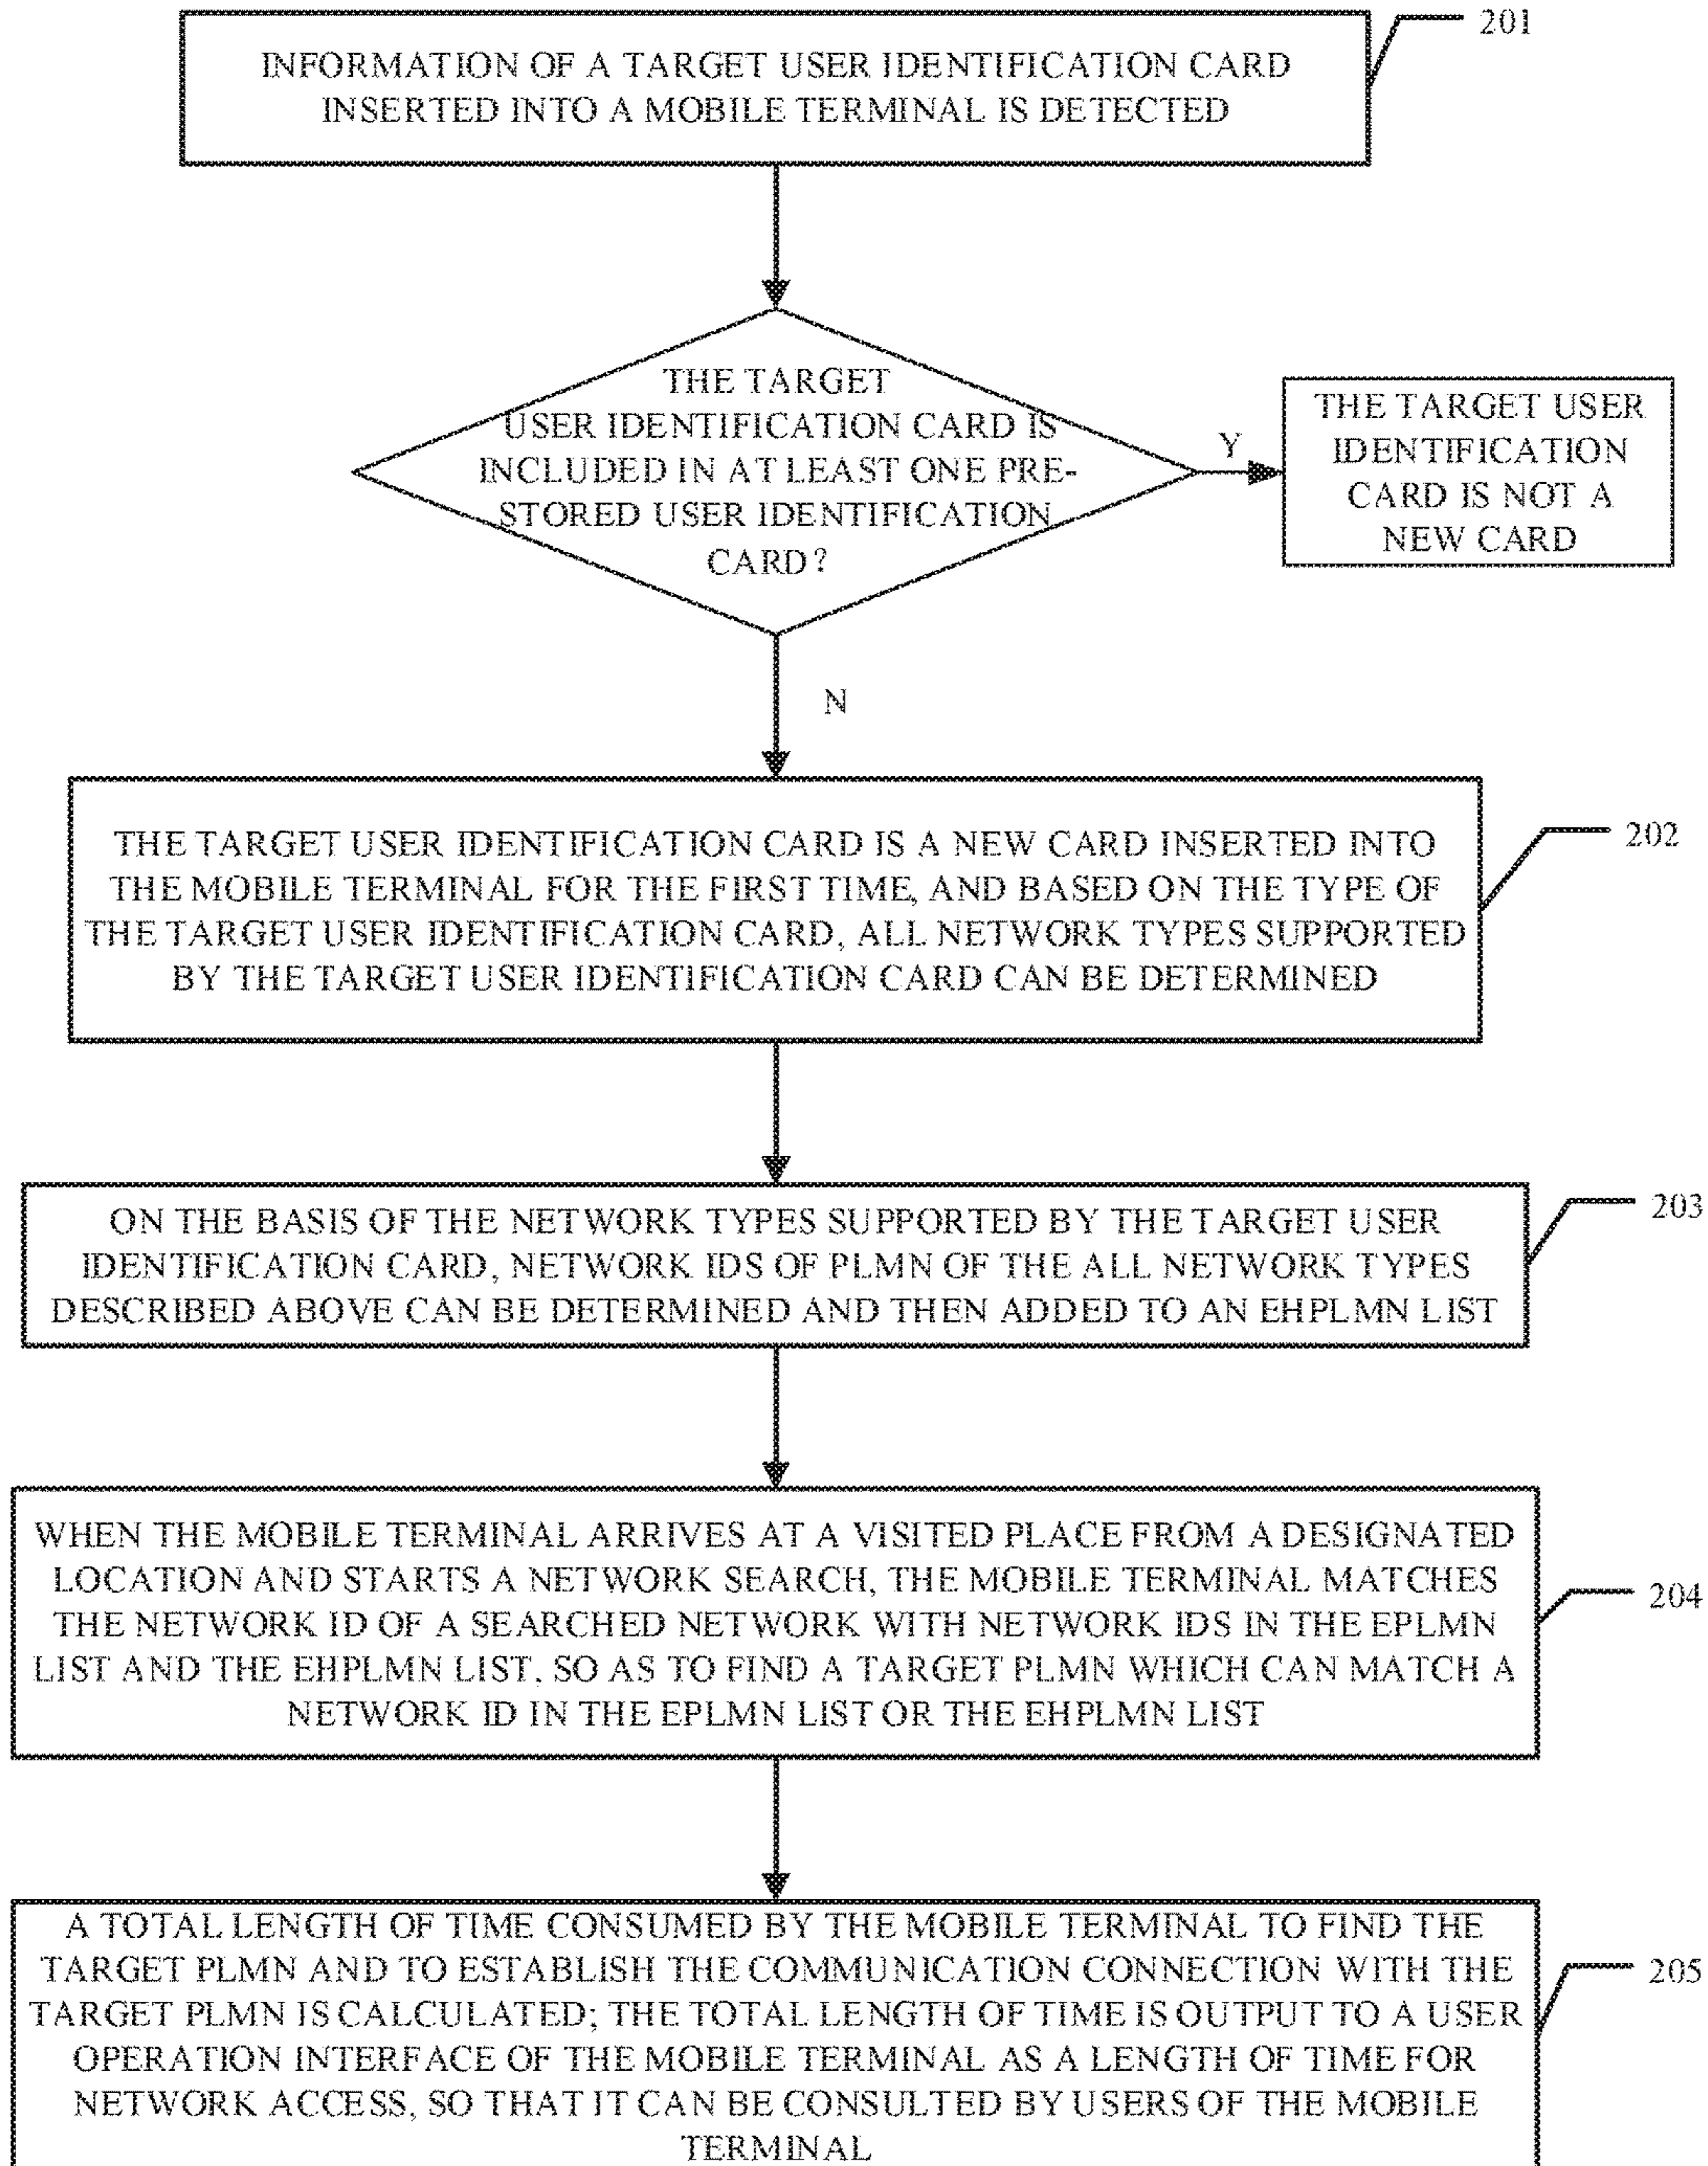 201
INFORMATION OF A TARGET USER IDENTIFICATION CARD
INSERTED INTO A MOBILE TERMINAL IS DETECTED
THE TARGET
USER IDENTIFICATION CARD IS
INCLUDED IN AT LEAST ONE PRE-
STORED USER IDENTIFICATION
CARD?
Y
THE TARGET USER
IDENTIFICATION
CARD IS NOT A
NEW CARD
N
202
THE TARGET USER IDENTIFICATION CARD IS A NEW CARD INSERTED INTO
THE MOBILE TERMINAL FOR THE FIRST TIME, AND BASED ON THE TYPE OF
THE TARGET USER IDENTIFICATION CARD, ALL NETWORK TYPES SUPPORTED
BY THE TARGET USER IDENTIFICATION CARD CAN BE DETERMINED
203
ON THE BASIS OF THE NETWORK TYPES SUPPORTED BY THE TARGET USER
IDENTIFICATION CARD, NETWORK IDS OF PLMN OF THE ALL NETWORK TYPES
DESCRIBED ABOVE CAN BE DETERMINED AND THEN ADDED TO AN EHPLMN LIST
WHEN THE MOBILE TERMINAL ARRIVES AT A VISITED PLACE FROM A DESIGNATED
LOCATION AND STARTS A NETWORK SEARCH, THE MOBILE TERMINAL MATCHES
THE NETWORK ID OF A SEARCHED NETWORK WITH NETWORK IDS IN THE EPLMN
LIST AND THE EHPLMN LIST, SO AS TO FIND A TARGET PLMN WHICH CAN MATCH A
NETWORK ID IN THE EPLMN LIST OR THE EHPLMN LIST
204
A TOTAL LENGTH OF TIME CONSUMED BY THE MOBILE TERMINAL TO FIND THE
TARGET PLMN AND TO ESTABLISH THE COMMUNICATION CONNECTION WITH THE
TARGET PLMN IS CALCULATED; THE TOTAL LENGTH OF TIME IS OUTPUT TO A USER
OPERATION INTERFACE OF THE MOBILE TERMINAL AS A LENGTH OF TIME FOR
NETWORK ACCESS, SO THAT IT CAN BE CONSULTED BY USERS OF THE MOBILE
TERMINAL
205